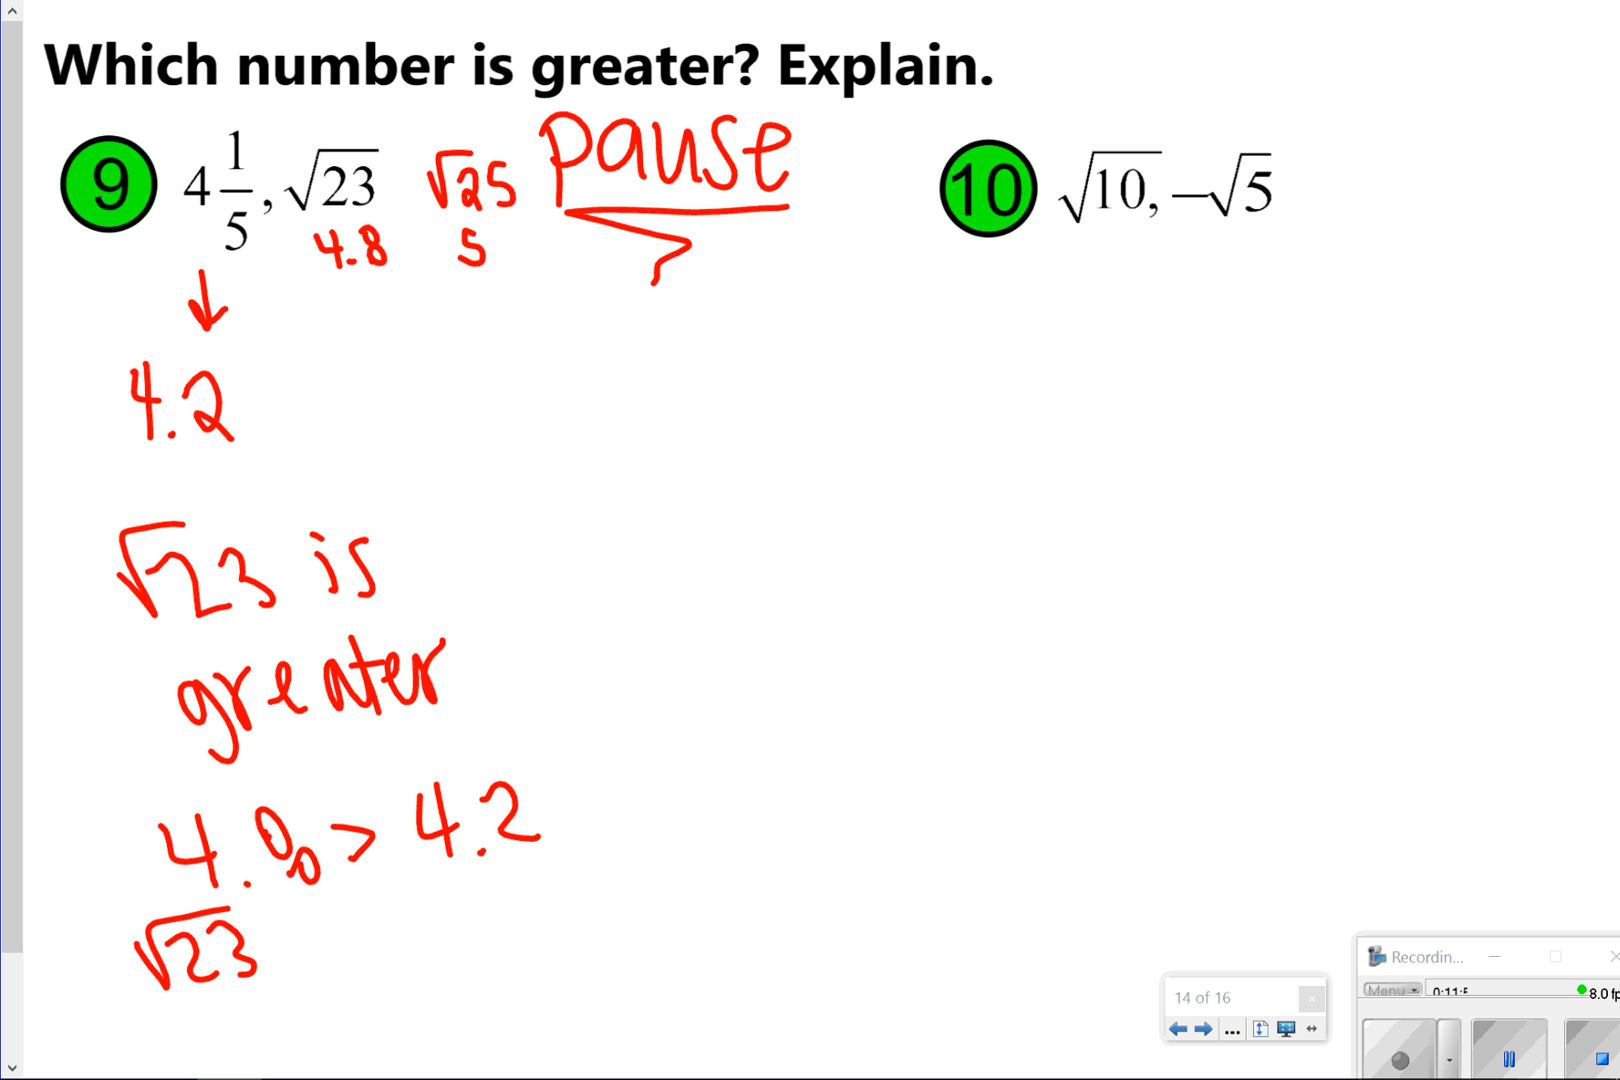 Which number is greater? Explain.
9 4 1/5, √23 √25 pause
4.8 5
4.2
√23 is
greater
4.8 > 4.2
√23
10 √10, –√5
14 of 16
Recordin...
Menu
8.0 fp